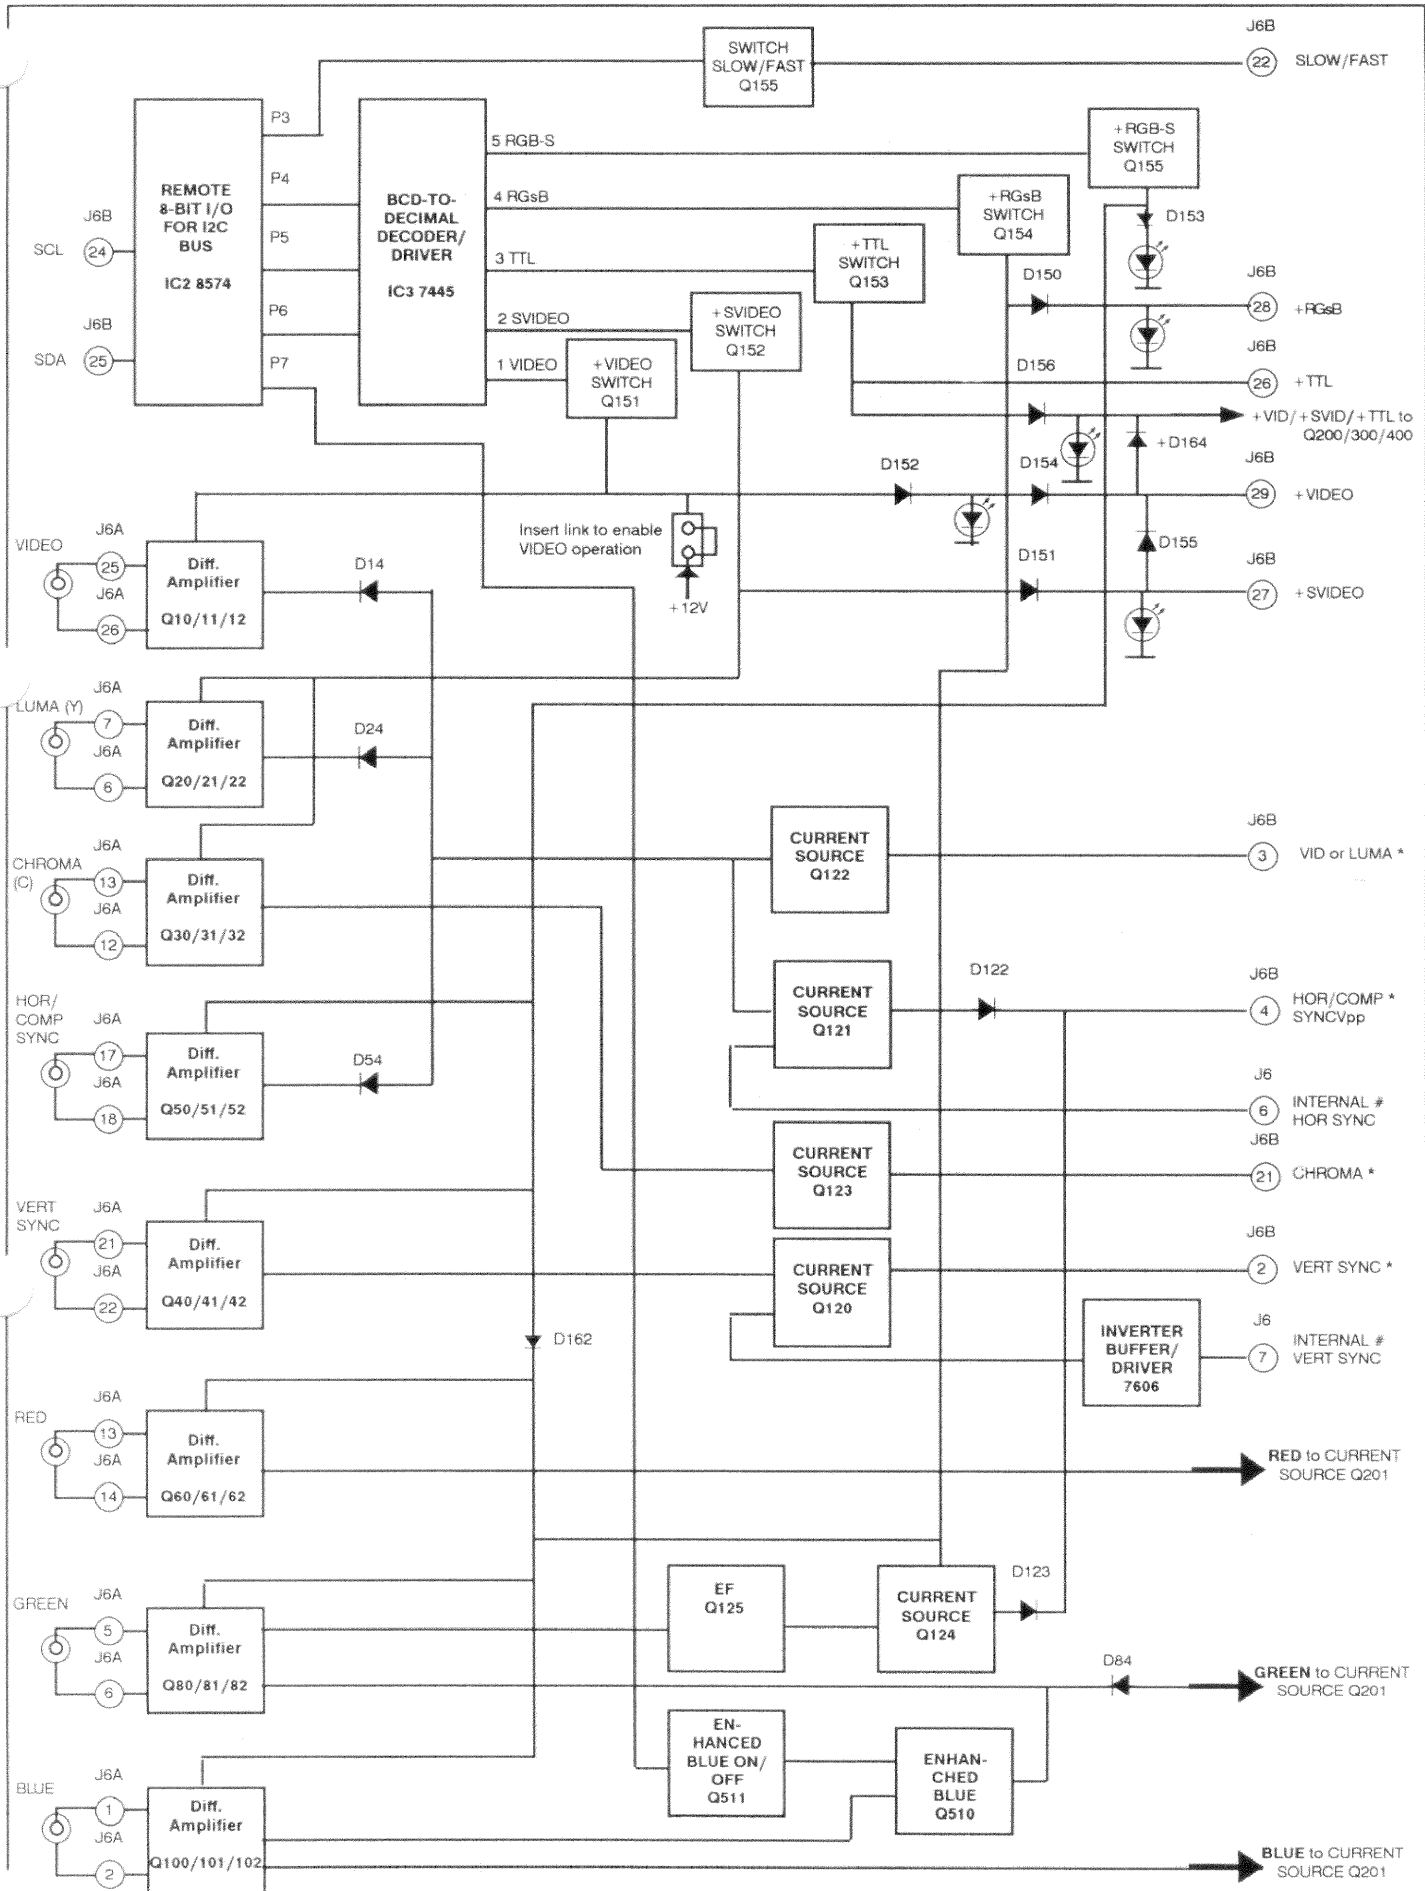 J6B
SWITCH
SLOW/FAST
Q155
22
SLOW/FAST
P3
5 RGB-S
+RGB-S
SWITCH
Q155
P4
REMOTE
8-BIT I/O
FOR I2C
BUS
IC2 8574
BCD-TO-
DECIMAL
DECODER/
DRIVER
IC3 7445
4 RGsB
+RGsB
SWITCH
Q154
D153
J6B
SCL
24
P5
3 TTL
+TTL
SWITCH
Q153
D150
J6B
28
+RGsB
P6
2 SVIDEO
+SVIDEO
SWITCH
Q152
J6B
SDA
25
P7
1 VIDEO
+VIDEO
SWITCH
Q151
D156
J6B
26
+TTL
+VID/+SVID/+TTL to
Q200/300/400
+D164
D152
D154
J6B
29
+VIDEO
Insert link to enable
VIDEO operation
+12V
D155
D151
J6B
27
+SVIDEO
VIDEO
J6A
25
J6A
26
Diff.
Amplifier
Q10/11/12
D14
LUMA (Y)
J6A
7
J6A
6
Diff.
Amplifier
Q20/21/22
D24
CHROMA
(C)
J6A
13
J6A
12
Diff.
Amplifier
Q30/31/32
CURRENT
SOURCE
Q122
J6B
3
VID or LUMA *
HOR/
COMP
SYNC
J6A
17
J6A
18
Diff.
Amplifier
Q50/51/52
D54
CURRENT
SOURCE
Q121
D122
J6B
4
HOR/COMP *
SYNCVpp
J6
6
INTERNAL #
HOR SYNC
CURRENT
SOURCE
Q123
J6B
21
CHROMA *
VERT
SYNC
J6A
21
J6A
22
Diff.
Amplifier
Q40/41/42
CURRENT
SOURCE
Q120
J6B
2
VERT SYNC *
D162
INVERTER
BUFFER/
DRIVER
7606
J6
7
INTERNAL #
VERT SYNC
RED
J6A
13
J6A
14
Diff.
Amplifier
Q60/61/62
RED to CURRENT
SOURCE Q201
GREEN
J6A
5
J6A
6
Diff.
Amplifier
Q80/81/82
EF
Q125
CURRENT
SOURCE
Q124
D123
D84
GREEN to CURRENT
SOURCE Q201
EN-
HANCED
BLUE ON/
OFF
Q511
ENHAN-
CHED
BLUE
Q510
BLUE
J6A
1
J6A
2
Diff.
Amplifier
Q100/101/102
BLUE to CURRENT
SOURCE Q201